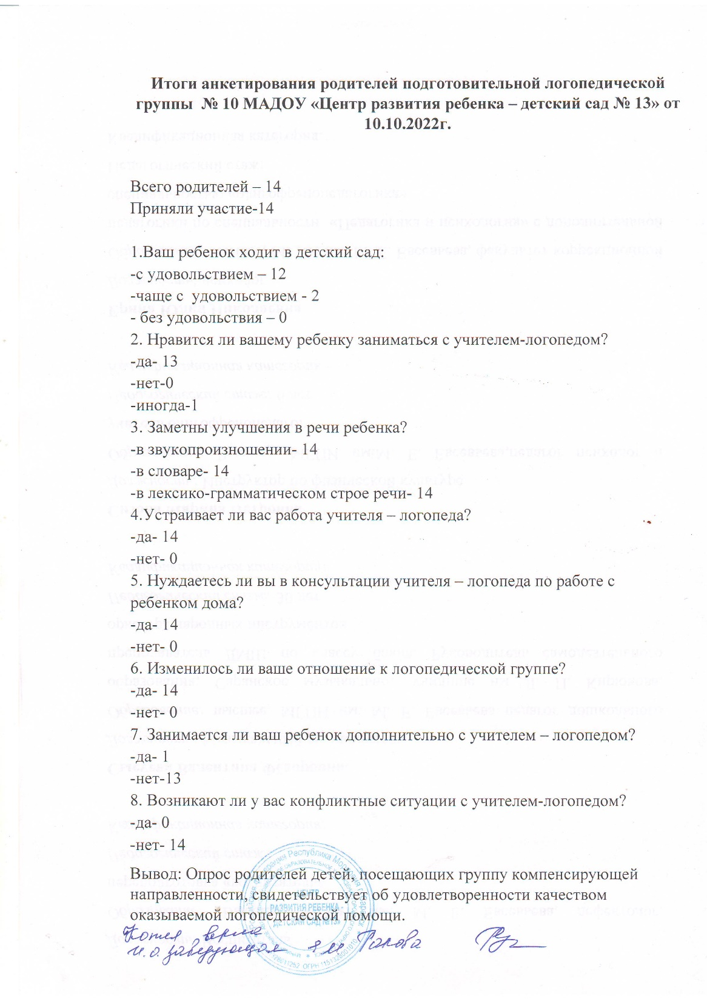 Итоги анкетирования родителей подготовительной логопедической
группы № 10 МАДОУ «Центр развития ребенка – детский сад № 13» от
10.10.2022г.
Всего родителей – 14
Приняли участие-14
1.Ваш ребенок ходит в детский сад:
-с удовольствием – 12
-чаще с удовольствием - 2
- без удовольствия – 0
2. Нравится ли вашему ребенку заниматься с учителем-логопедом?
-да- 13
-нет-0
-иногда-1
3. Заметны улучшения в речи ребенка?
-в звукопроизношении- 14
-в словаре- 14
-в лексико-грамматическом строе речи- 14
4.Устраивает ли вас работа учителя – логопеда?
-да- 14
-нет- 0
5. Нуждаетесь ли вы в консультации учителя – логопеда по работе с
ребенком дома?
-да- 14
-нет- 0
6. Изменилось ли ваше отношение к логопедической группе?
-да- 14
-нет- 0
7. Занимается ли ваш ребенок дополнительно с учителем – логопедом?
-да- 1
-нет-13
8. Возникают ли у вас конфликтные ситуации с учителем-логопедом?
-да- 0
-нет- 14
Вывод: Опрос родителей детей, посещающих группу компенсирующей
направленности, свидетельствует об удовлетворенности качеством
оказываемой логопедической помощи.
ЦЕНТР
РАЗВИТИЯ РЕБЕНКА
ДЕТСКИЙ САД №13»
Копия верна
и.о. заведующей